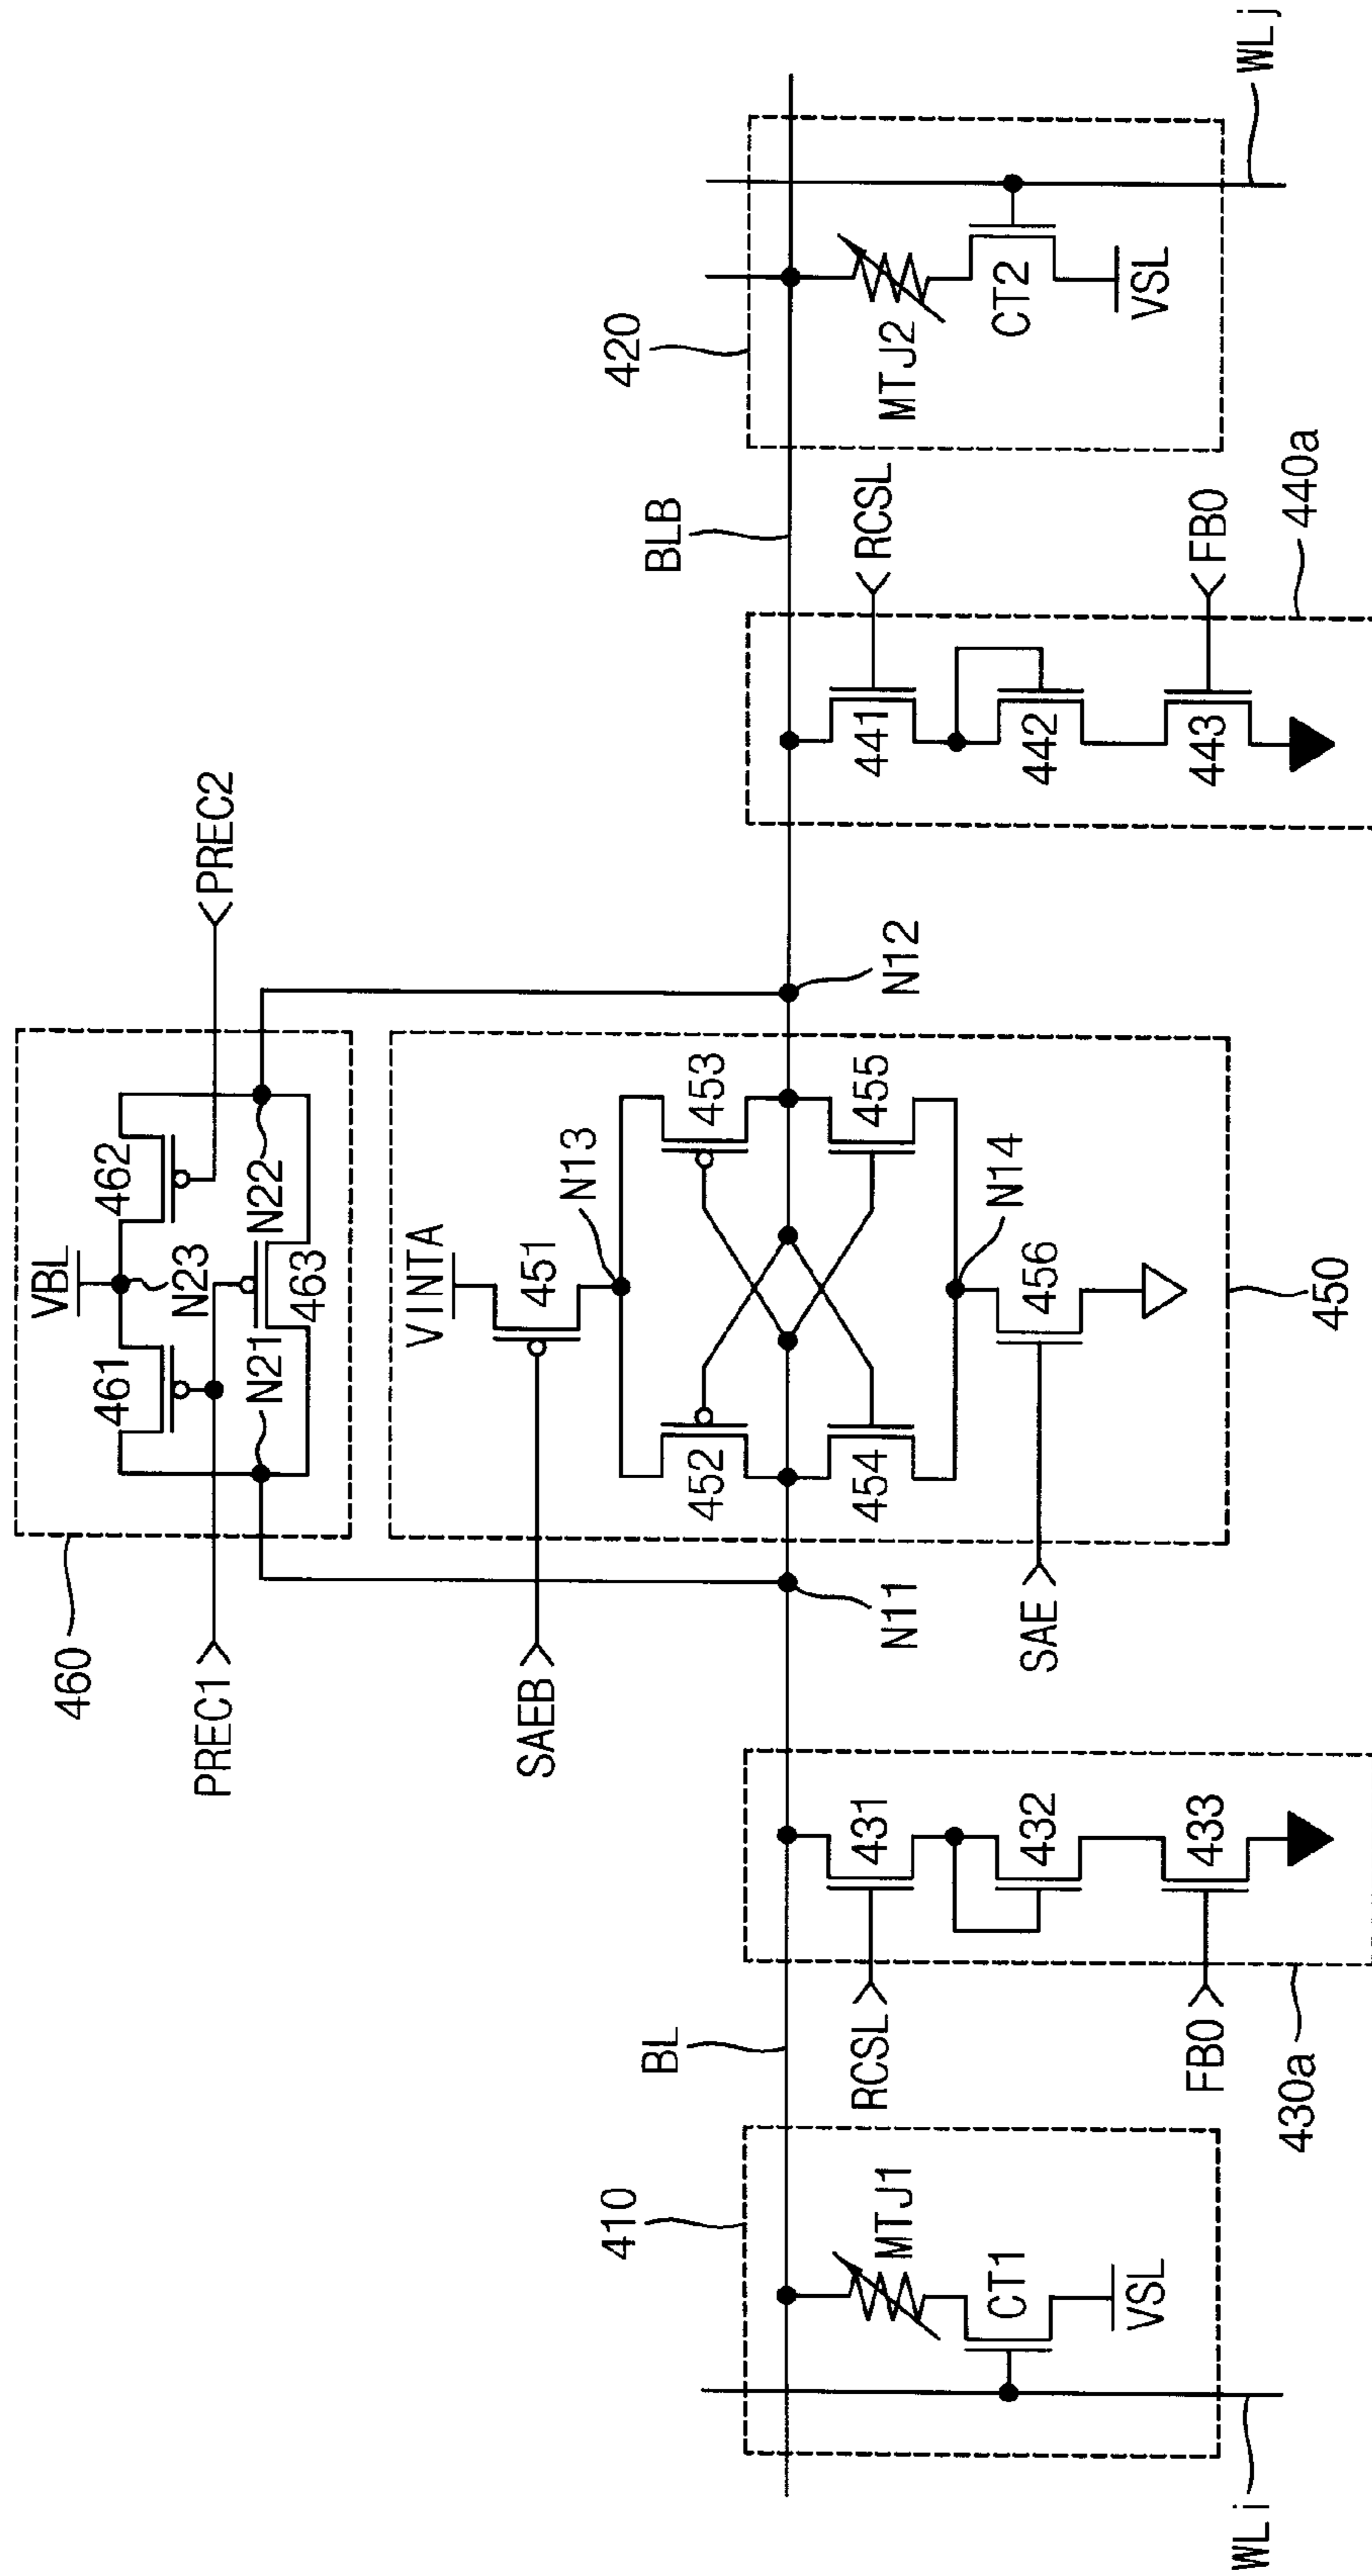 460
VBL
461
462
N23
N21
N22
463
PREC1
PREC2
VINTA
N13
451
SAEB
452
453
454
455
N11
N12
N14
SAE
456
450
BL
BLB
410
MTJ1
CT1
VSL
WLi
431
RCSL
432
433
FB0
430a
441
RCSL
442
443
FB0
440a
420
MTJ2
CT2
VSL
WLj